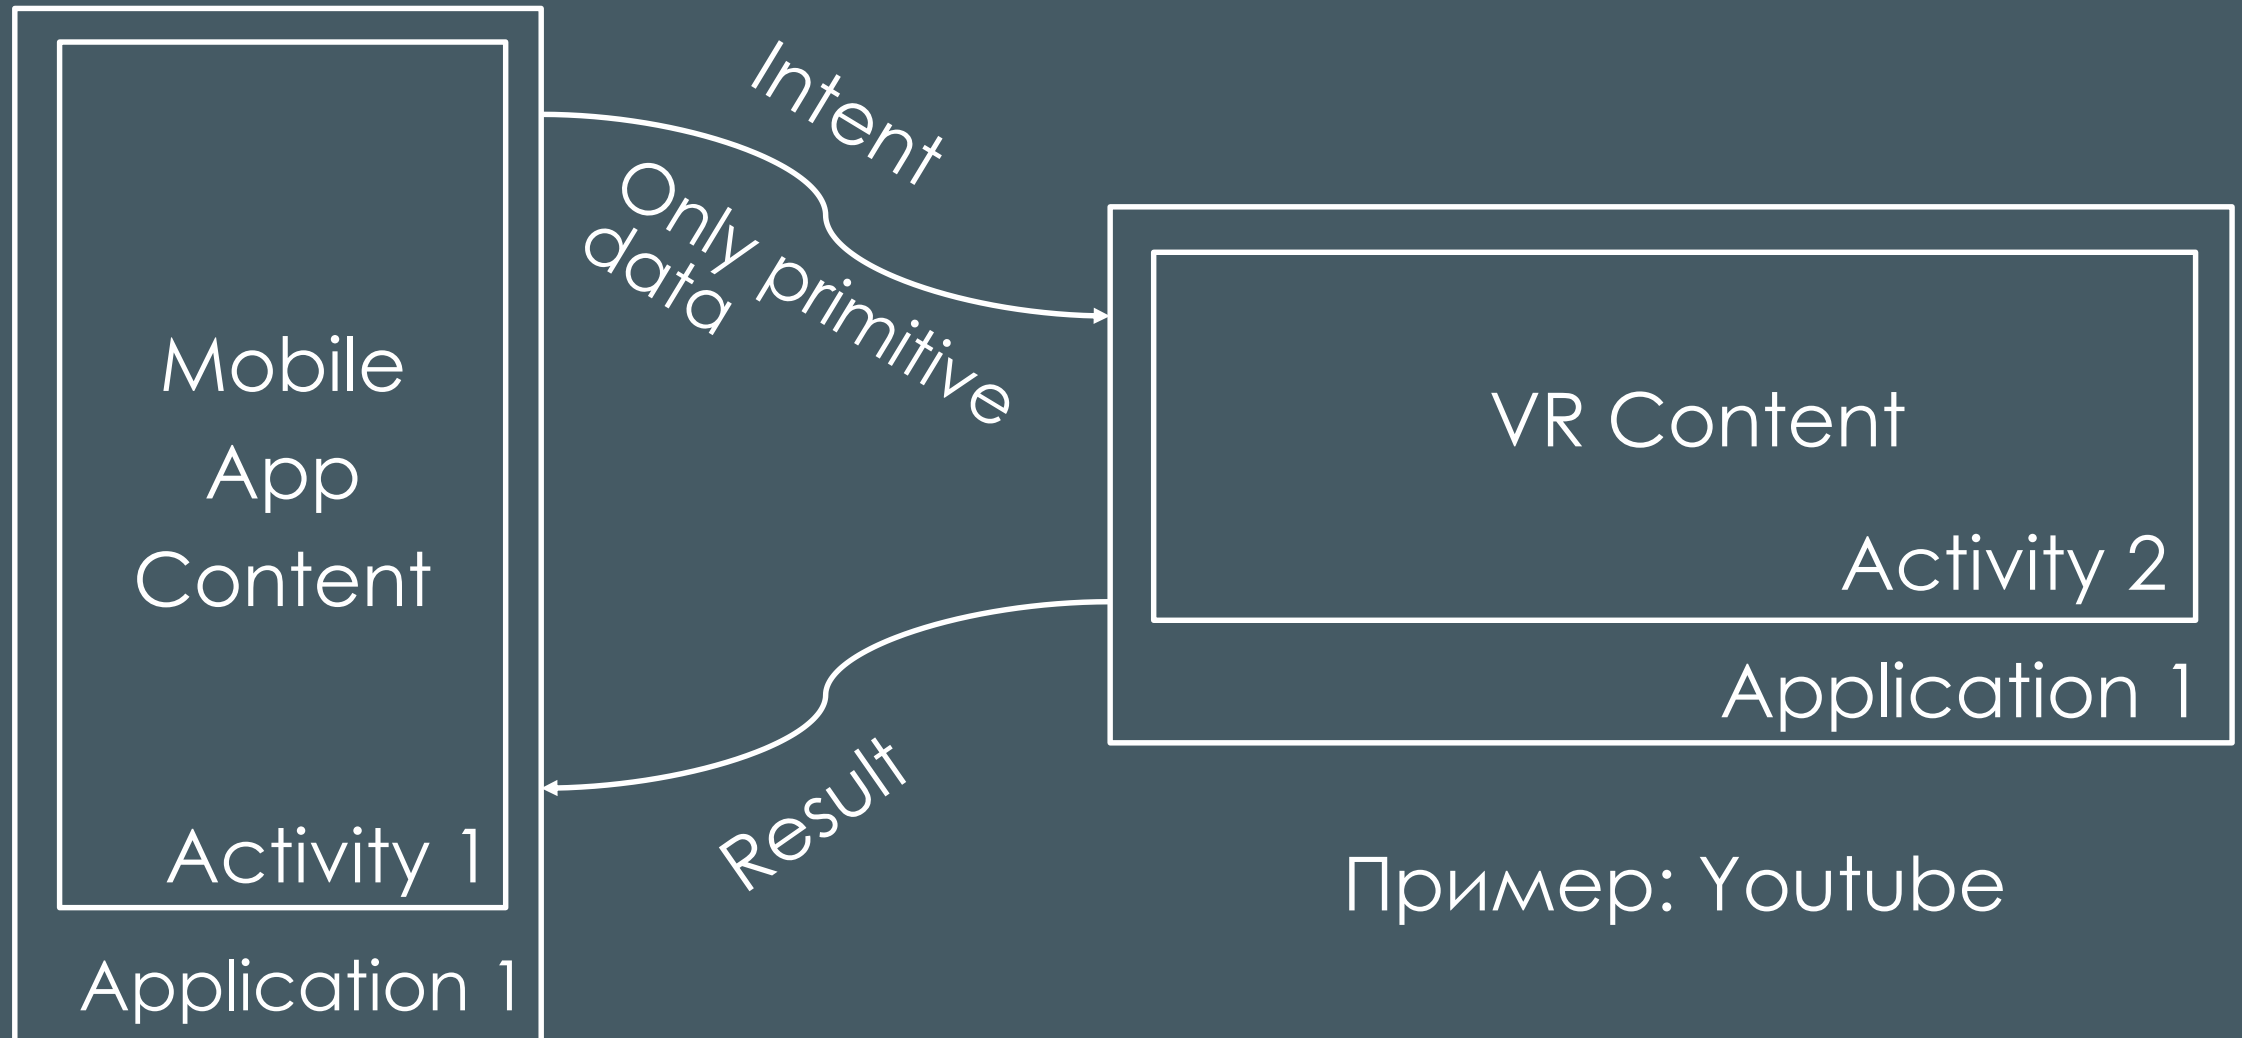 Mobile
App
Content
Activity 1
Application 1
Intent
Only primitive
data
Result
VR Content
Activity 2
Application 1
Пример: Youtube